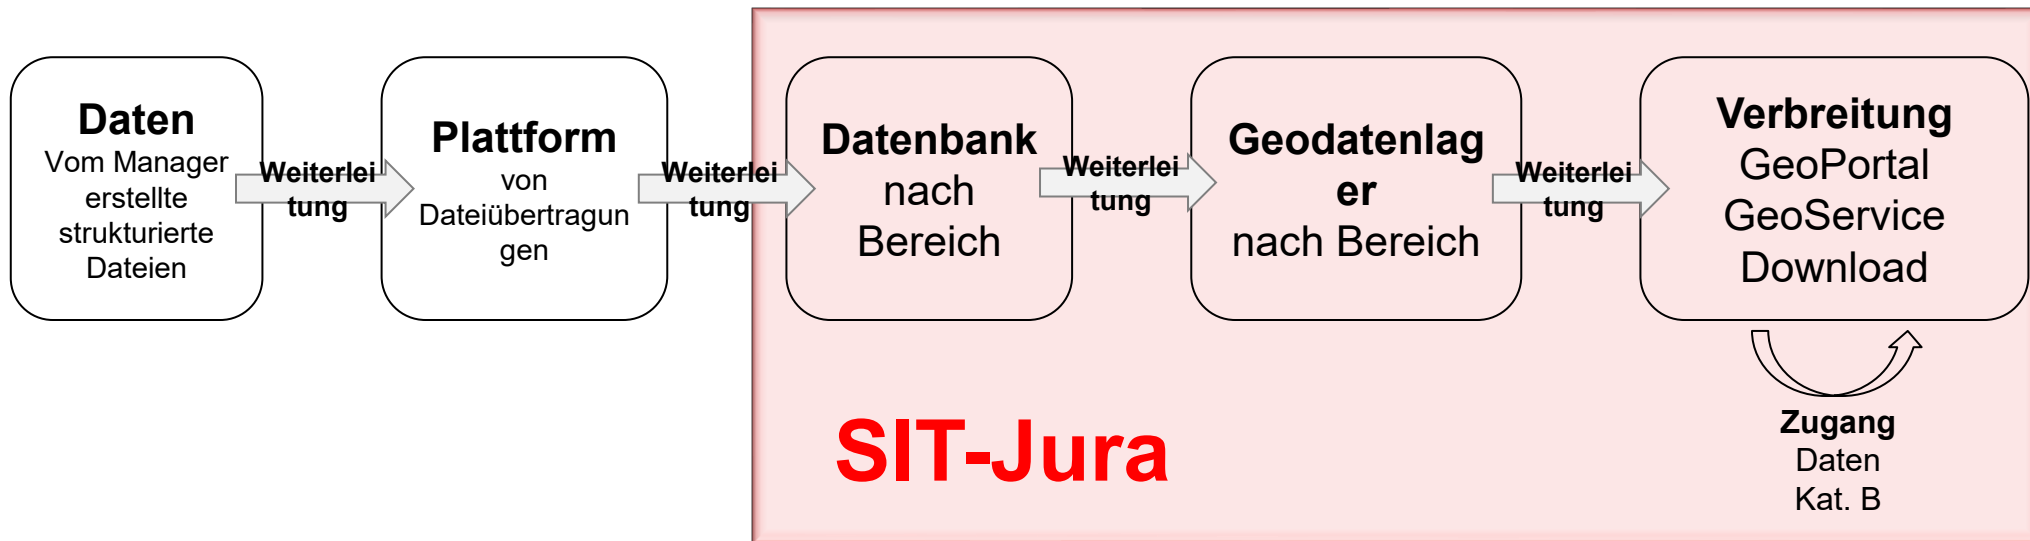 Daten
Vom Manager
erstellte
strukturierte
Dateien
Weiterlei
tung
Plattform
von
Dateiübertragun
gen
Weiterlei
tung
Datenbank
nach
Bereich
Weiterlei
tung
Geodatenlag
er
nach Bereich
Weiterlei
tung
Verbreitung
GeoPortal
GeoService
Download
SIT-Jura
Zugang
Daten
Kat. B